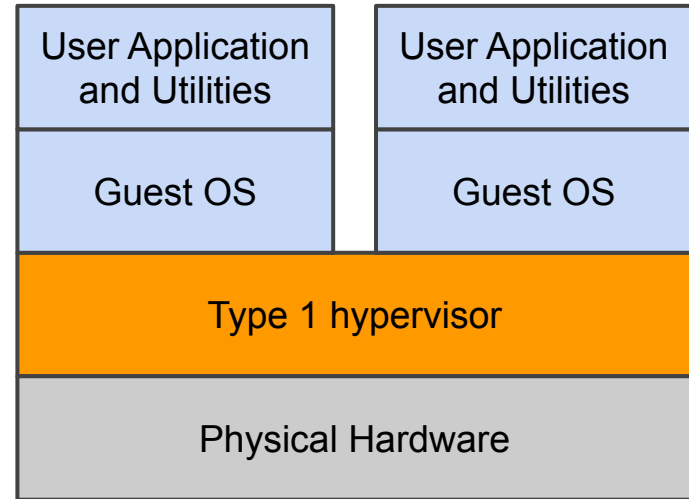 User Application
and Utilities
User Application
and Utilities
Guest OS
Guest OS
Type 1 hypervisor
Physical Hardware